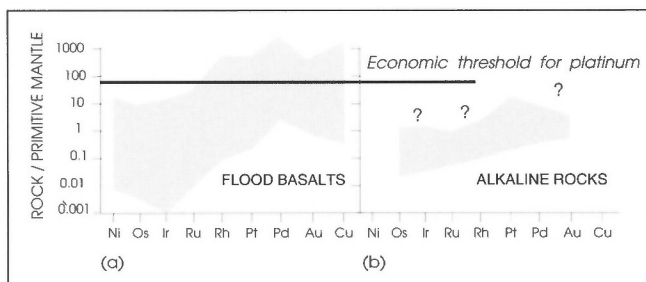 ROCK / PRIMITIVE MANTLE
1000
100
10
1
0.1
0.01
0.001
Economic threshold for platinum
?
? ?
FLOOD BASALTS
ALKALINE ROCKS
Ni Os Ir Ru Rh Pt Pd Au Cu
Ni Os Ir Ru Rh Pt Pd Au Cu
(a)
(b)